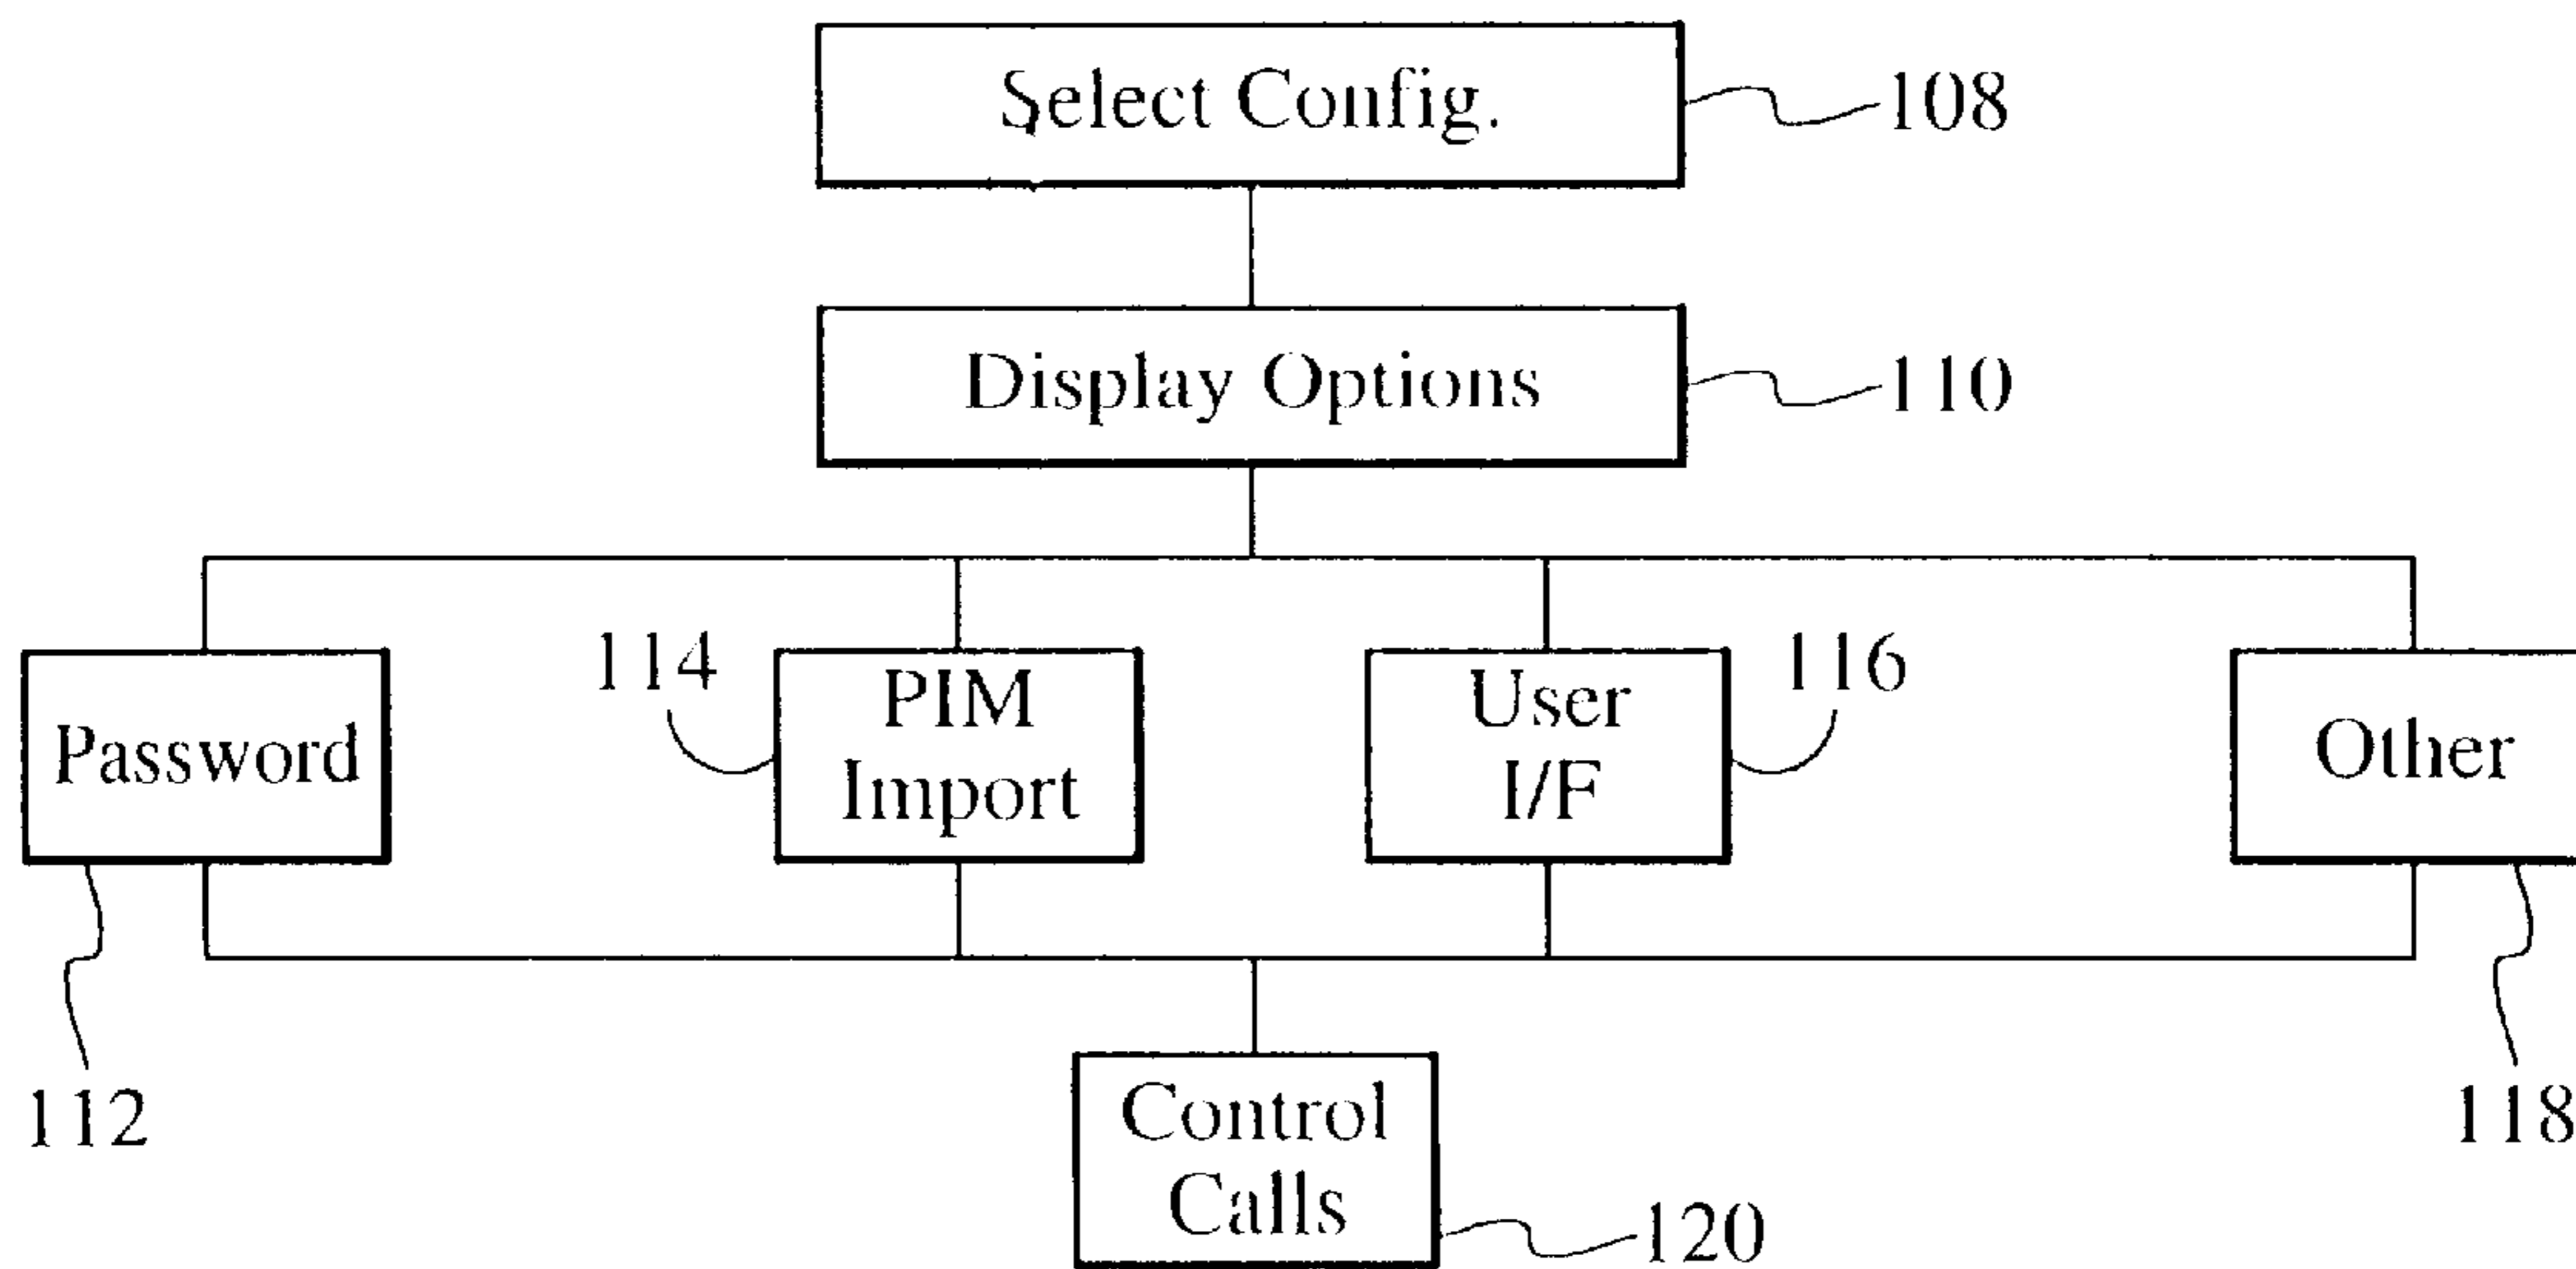 Select Config.
108
Display Options
110
114
PIM
Import
User
I/F
116
Password
Other
112
118
Control
Calls
120